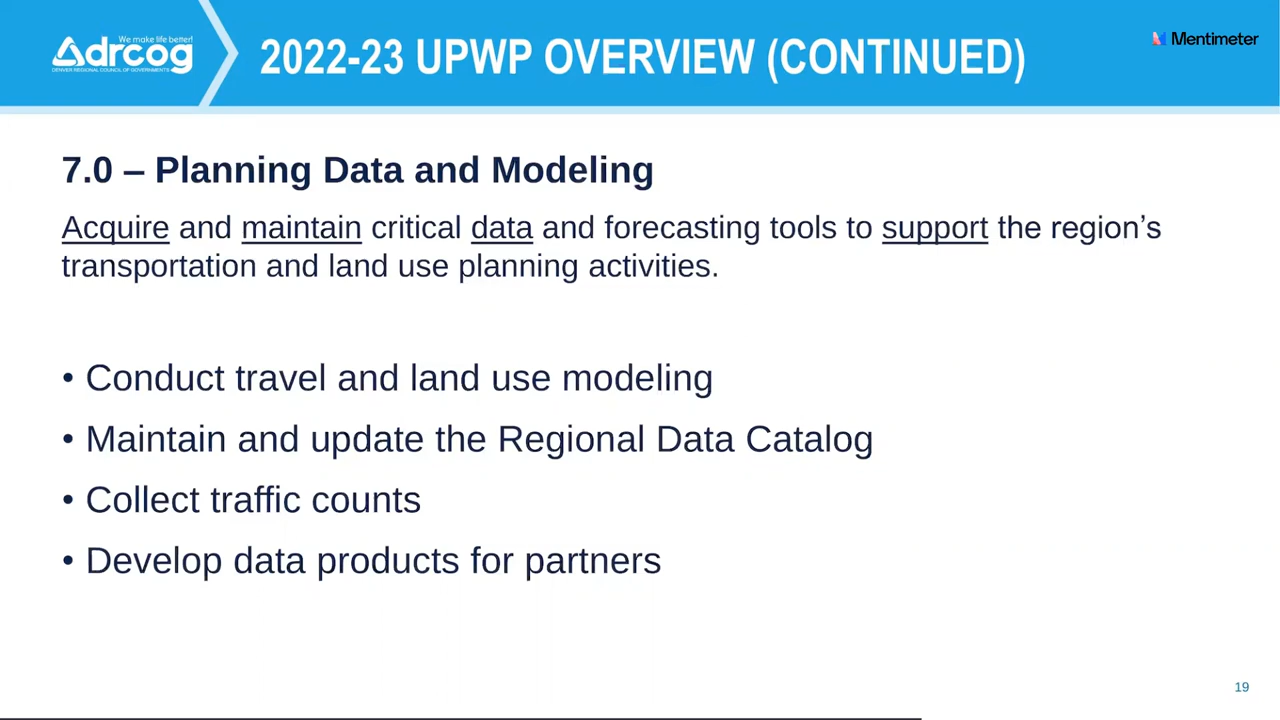 We make life better!
drcog
DENVER REGIONAL COUNCIL OF GOVERNMENTS
2022-23 UPWP OVERVIEW (CONTINUED)
Mentimeter
7.0 – Planning Data and Modeling
Acquire and maintain critical data and forecasting tools to support the region’s
transportation and land use planning activities.
• Conduct travel and land use modeling
• Maintain and update the Regional Data Catalog
• Collect traffic counts
• Develop data products for partners
19